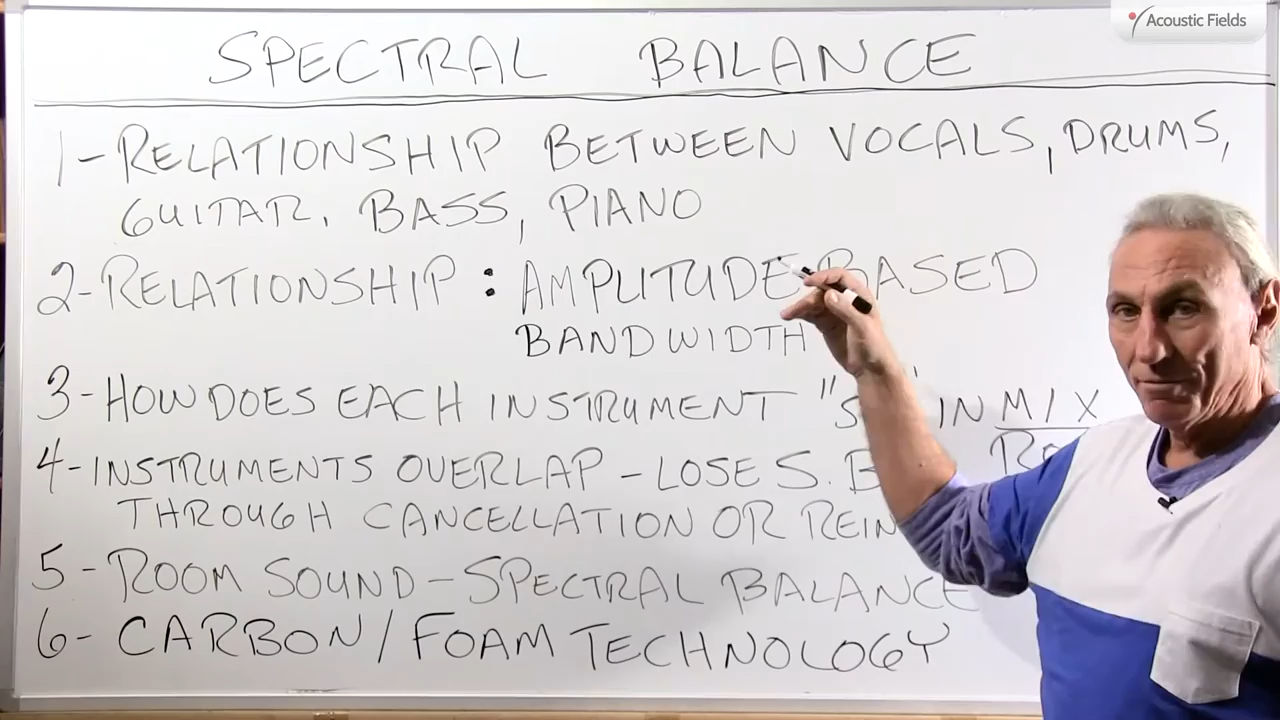 Acoustic Fields
SPECTRAL BALANCE
1-RELATIONSHIP BETWEEN VOCALS, DRUMS,
GUITAR, BASS, PIANO
2-RELATIONSHIP: AMPLITUDE-BASED
BANDWIDTH
3-HOW DOES EACH INSTRUMENT " IN MIX
4-INSTRUMENTS OVERLAP - LOSE S. B
THROUGH CANCELLATION OR REIN
5-ROOM SOUND-SPECTRAL BALANCE
6-CARBON/FOAM TECHNOLOGY